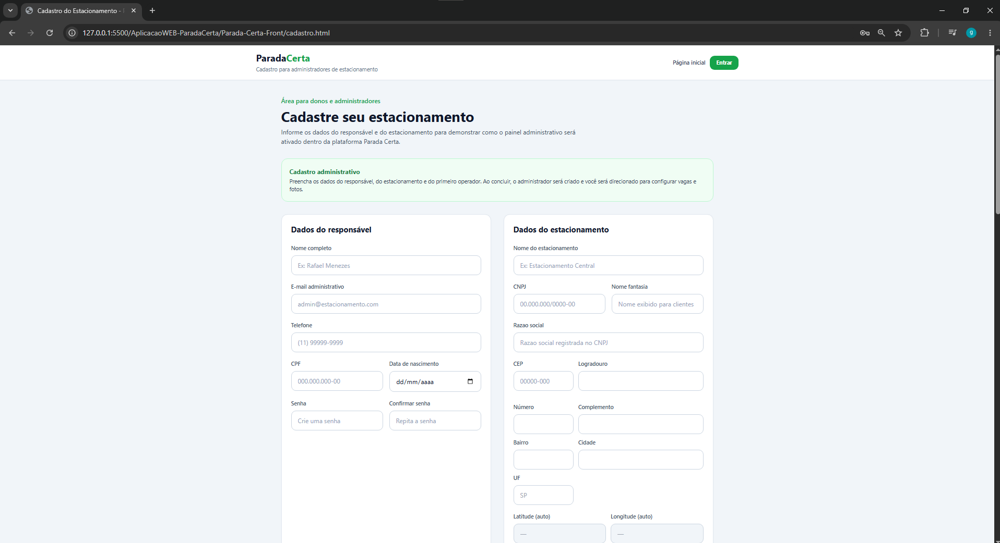 Cadastro do Estacionamento -
127.0.0.1:5500/AplicacaoWEB-ParadaCerta/Parada-Certa-Front/cadastro.html
g
ParadaCerta
Cadastro para administradores de estacionamento
Página inicial
Entrar
Área para donos e administradores
Cadastre seu estacionamento
Informe os dados do responsável e do estacionamento para demonstrar como o painel administrativo será
ativado dentro da plataforma Parada Certa.
Cadastro administrativo
Preencha os dados do responsável, do estacionamento e do primeiro operador. Ao concluir, o administrador será criado e você será direcionado para configurar vagas e
fotos.
Dados do responsável
Nome completo
Ex: Rafael Menezes
E-mail administrativo
admin@estacionamento.com
Telefone
(11) 99999-9999
CPF
Data de nascimento
000.000.000-00
dd/mm/aaaa
Senha
Confirmar senha
Crie uma senha
Repita a senha
Dados do estacionamento
Nome do estacionamento
Ex: Estacionamento Central
CNPJ
Nome fantasia
00.000.000/0000-00
Nome exibido para clientes
Razao social
Razao social registrada no CNPJ
CEP
Logradouro
00000-000
Número
Complemento
Bairro
Cidade
UF
SP
Latitude (auto)
Longitude (auto)
—
—